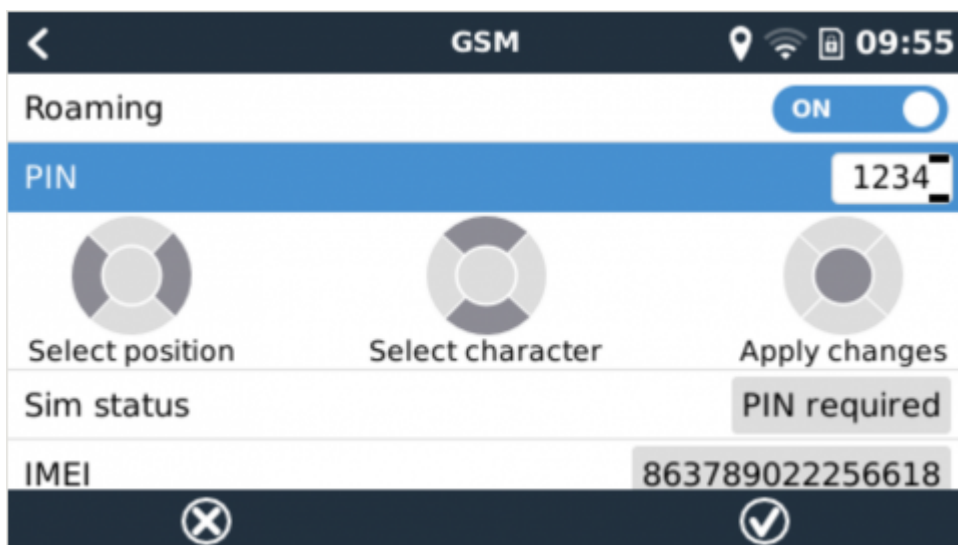 GSM 09:55
Roaming ON
PIN 1234
Select position Select character Apply changes
Sim status PIN required
IMEI 863789022256618